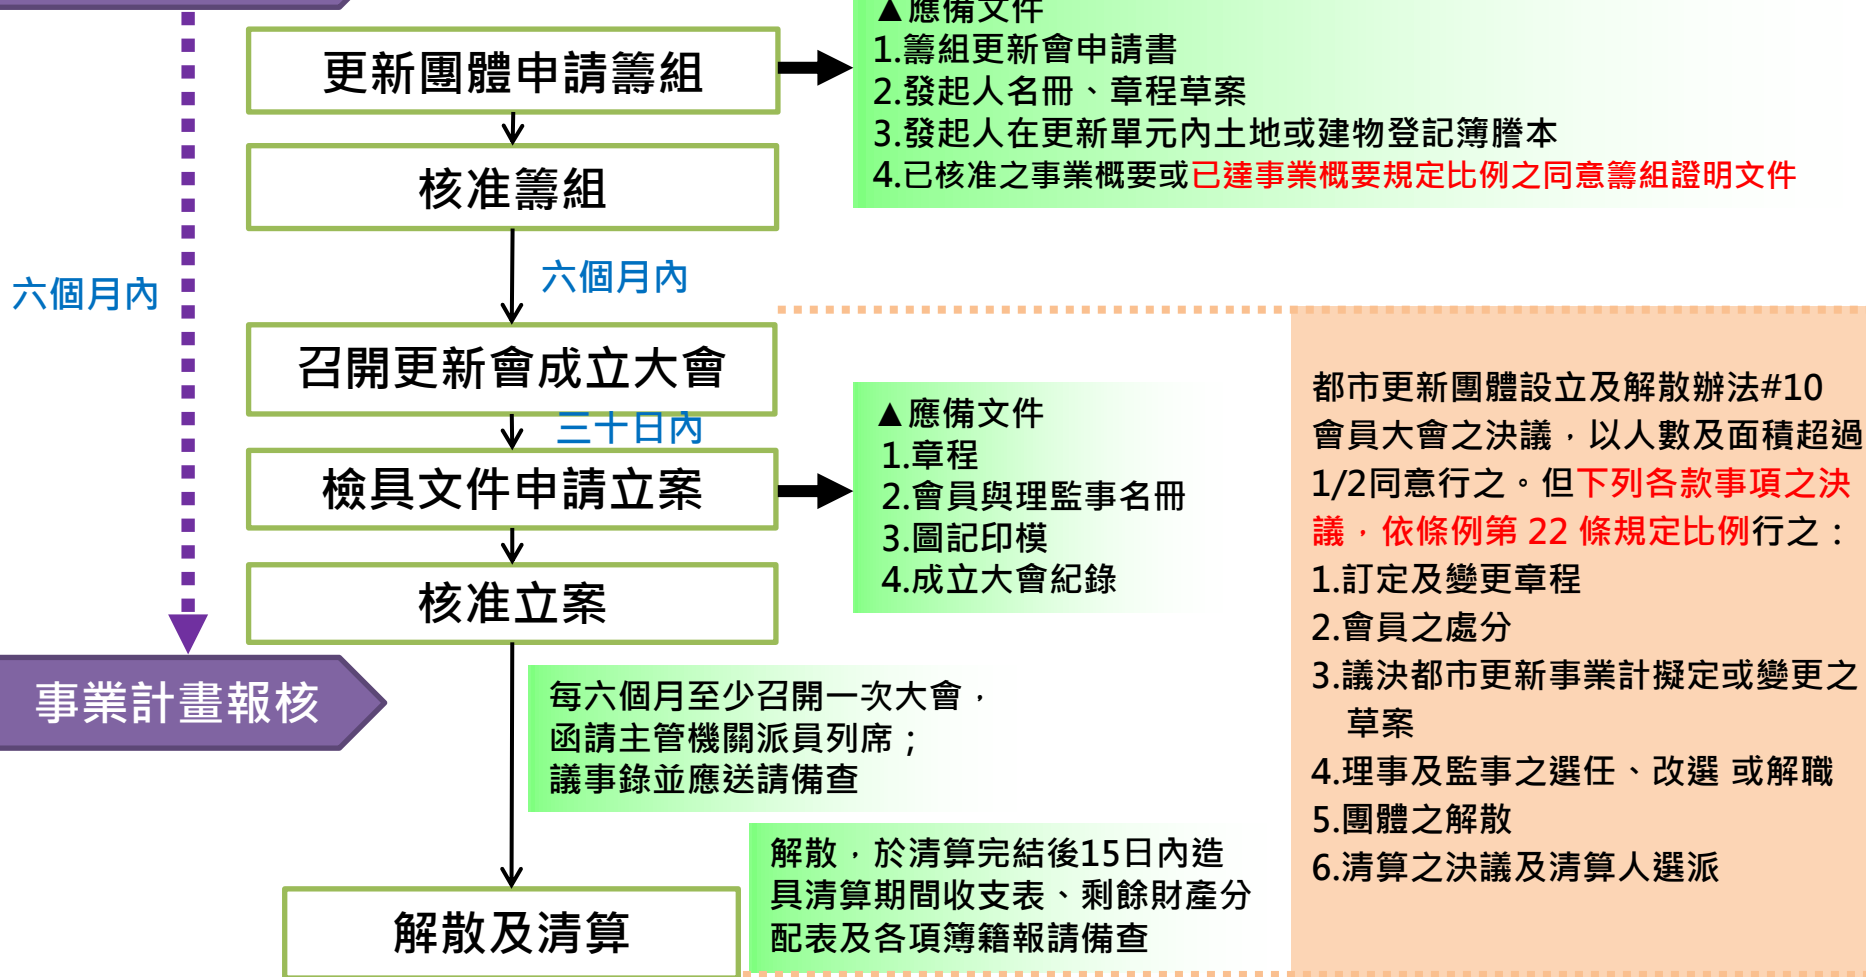 ▲應備文件
1.籌組更新會申請書
2.發起人名冊、章程草案
3.發起人在更新單元內土地或建物登記簿謄本
4.已核准之事業概要或已達事業概要規定比例之同意籌組證明文件
更新團體申請籌組
核准籌組
六個月內
六個月內
召開更新會成立大會
三十日內
檢具文件申請立案
▲應備文件
1.章程
2.會員與理監事名冊
3.圖記印模
4.成立大會紀錄
核准立案
事業計畫報核
每六個月至少召開一次大會，
函請主管機關派員列席；
議事錄並應送請備查
解散，於清算完結後15日內造
具清算期間收支表、剩餘財產分
配表及各項簿籍報請備查
解散及清算
都市更新團體設立及解散辦法#10
會員大會之決議，以人數及面積超過
1/2同意行之。但下列各款事項之決
議，依條例第 22 條規定比例行之：
1.訂定及變更章程
2.會員之處分
3.議決都市更新事業計擬定或變更之
草案
4.理事及監事之選任、改選 或解職
5.團體之解散
6.清算之決議及清算人選派